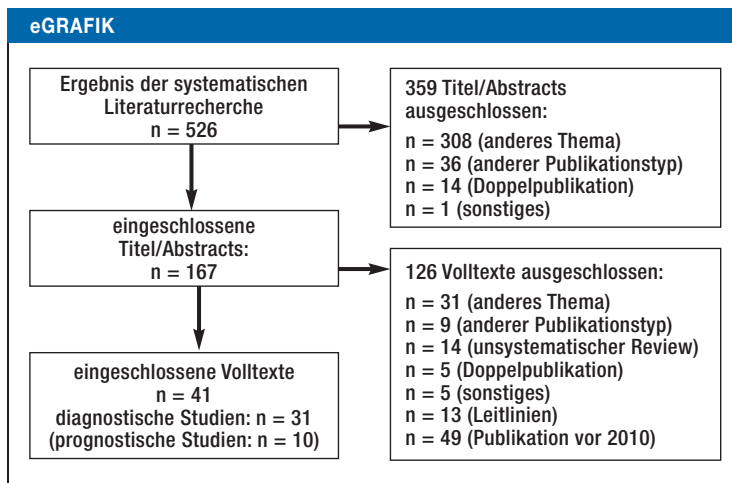 eGRAFIK
Ergebnis der systematischen
Literaturrecherche
n = 526
359 Titel/Abstracts
ausgeschlossen:
n = 308 (anderes Thema)
n = 36 (anderer Publikationstyp)
n = 14 (Doppelpublikation)
n = 1 (sonstiges)
eingeschlossene
Titel/Abstracts:
n = 167
126 Volltexte ausgeschlossen:
n = 31 (anderes Thema)
n = 9 (anderer Publikationstyp)
n = 14 (unsystematischer Review)
n = 5 (Doppelpublikation)
n = 5 (sonstiges)
n = 13 (Leitlinien)
n = 49 (Publikation vor 2010)
eingeschlossene Volltexte
n = 41
diagnostische Studien: n = 31
(prognostische Studien: n = 10)